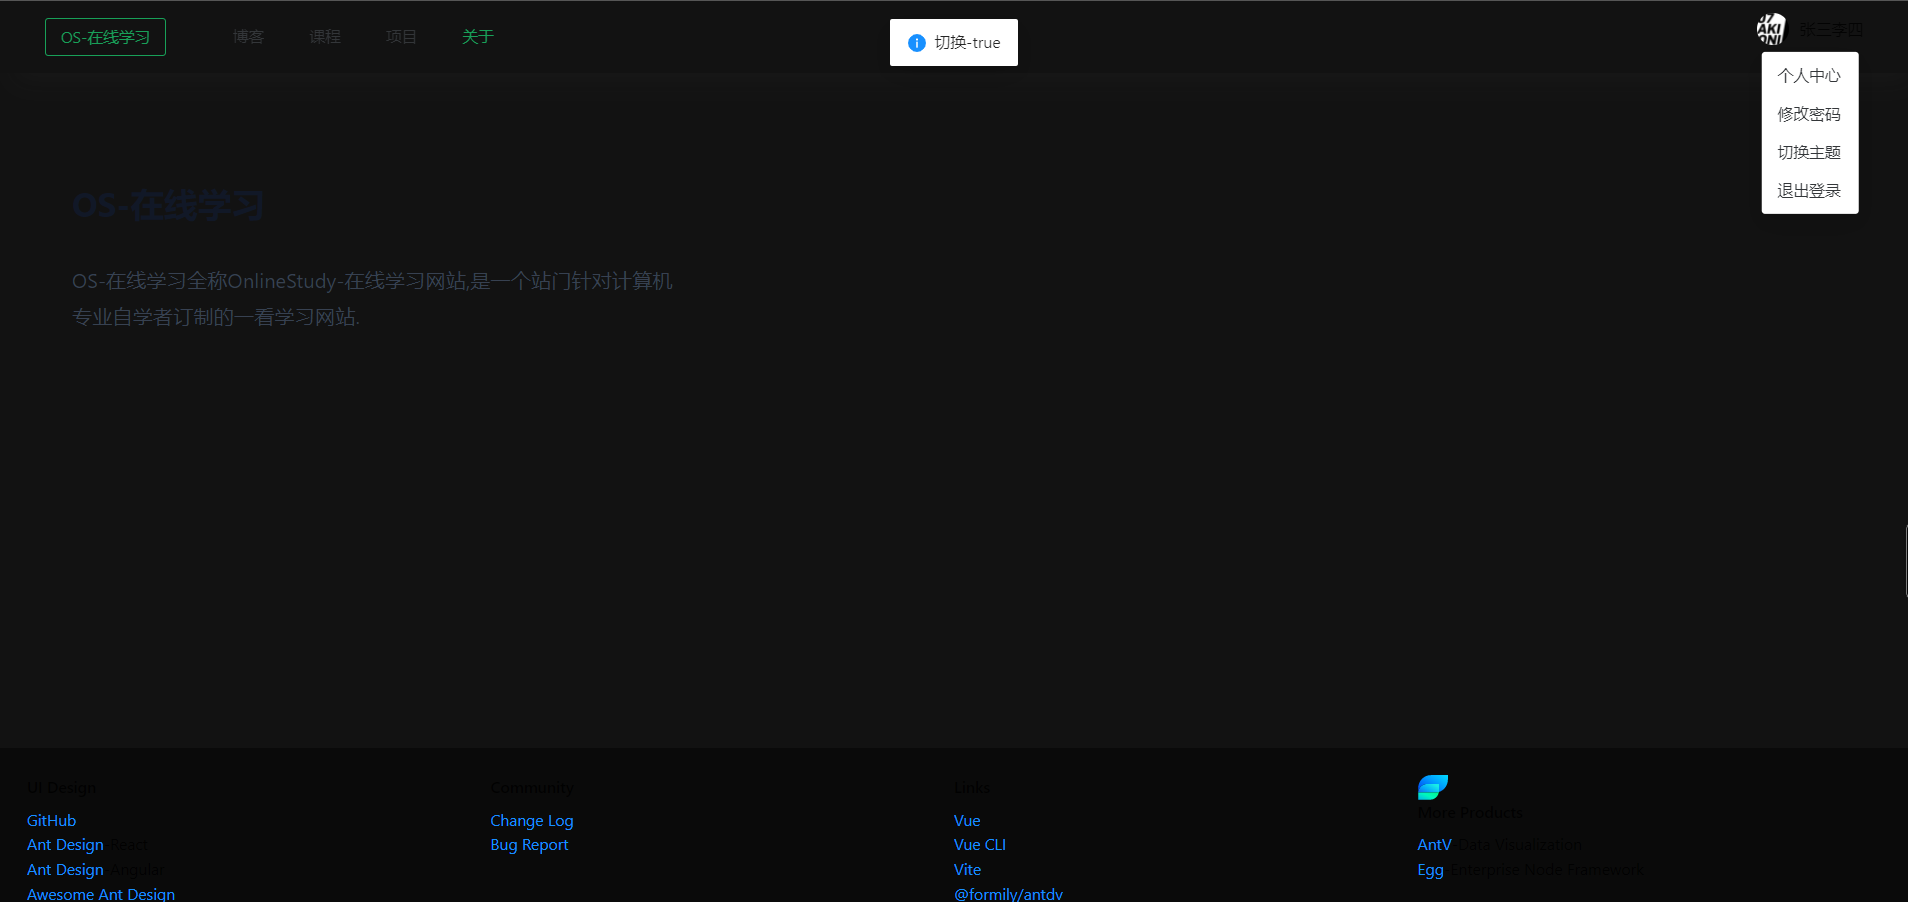 OS-在线学习
博客
课程
项目
关于
切换-true
张三李四
个人中心
修改密码
切换主题
退出登录
OS-在线学习
OS-在线学习全称OnlineStudy-在线学习网站,是一个站门针对计算机
专业自学者订制的一看学习网站.
UI Design
GitHub
Ant Design React
Ant Design Angular
Awesome Ant Design
Community
Change Log
Bug Report
Links
Vue
Vue CLI
Vite
@formily/antdv
More Products
AntV Data Visualization
Egg Enterprise Node Framework